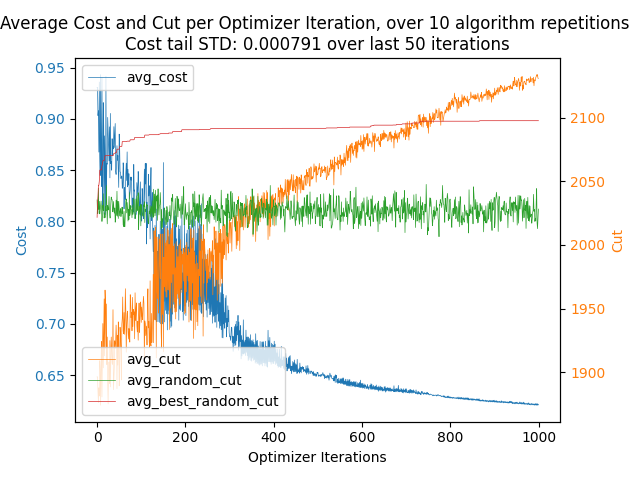 Average Cost and Cut per Optimizer Iteration, over 10 algorithm repetitions
Cost tail STD: 0.000791 over last 50 iterations
0.95
0.90
0.85
0.80
0.75
0.70
0.65
Cost
avg_cost
avg_cut
avg_random_cut
avg_best_random_cut
2100
2050
2000
1950
1900
Cut
0
200
400
600
800
1000
Optimizer Iterations